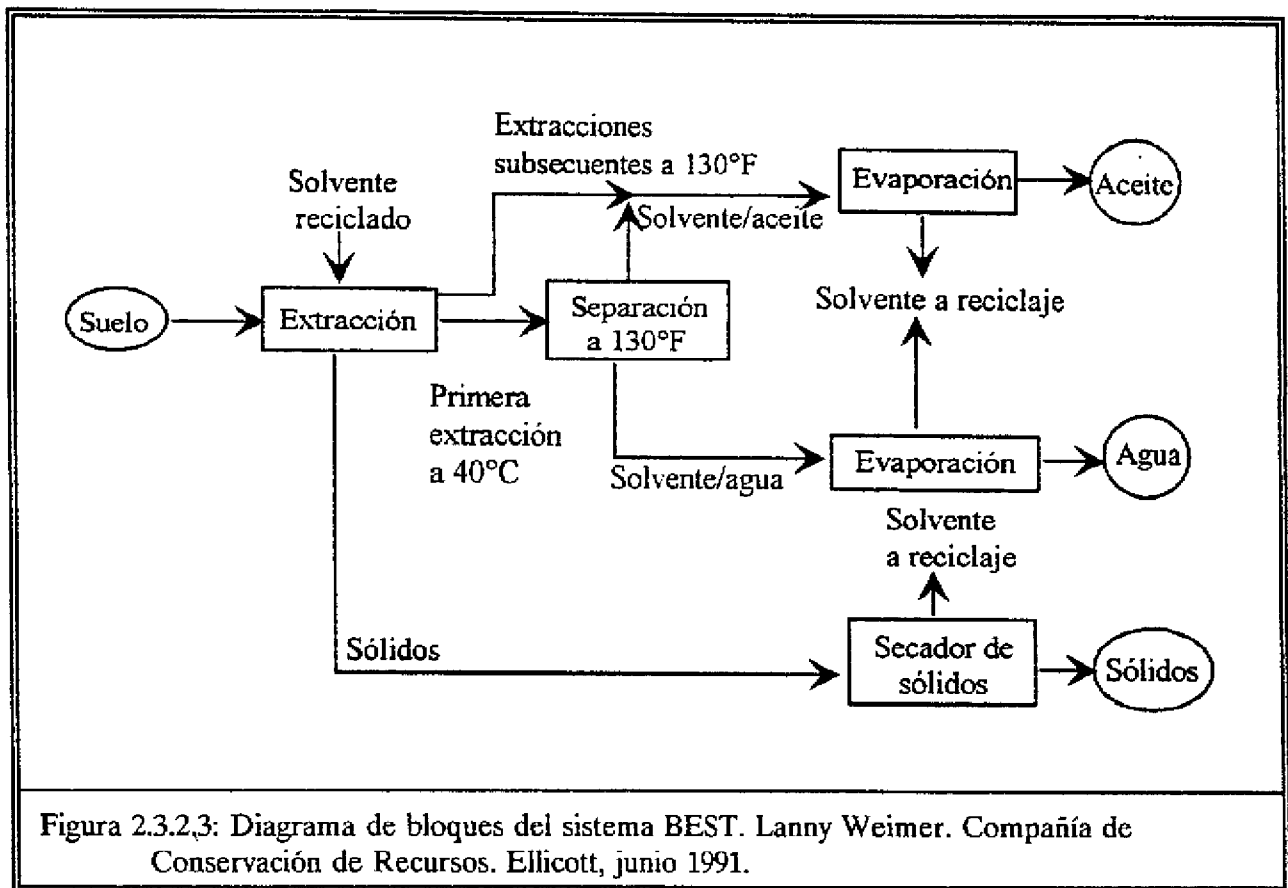 Extracciones
subsecuentes a 130°F
Solvente
reciclado
Evaporación
Aceite
Solvente/aceite
Suelo
Extracción
Separación
a 130°F
Solvente a reciclaje
Primera
extracción
a 40°C
Solvente/agua
Evaporación
Agua
Solvente
a reciclaje
Sólidos
Secador de
sólidos
Sólidos
Figura 2.3.2,3: Diagrama de bloques del sistema BEST. Lanny Weimer. Compañía de
Conservación de Recursos. Ellicott, junio 1991.